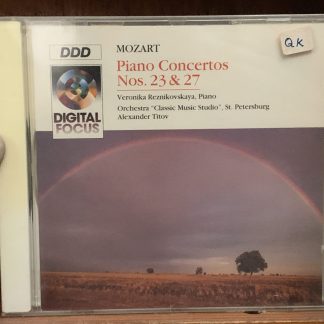 DDD
DIGITAL
FOCUS
MOZART
Piano Concertos
Nos. 23 & 27
Veronika Reznikovskaya, Piano
Orchestra "Classic Music Studio", St. Petersburg
Alexander Titov
QK